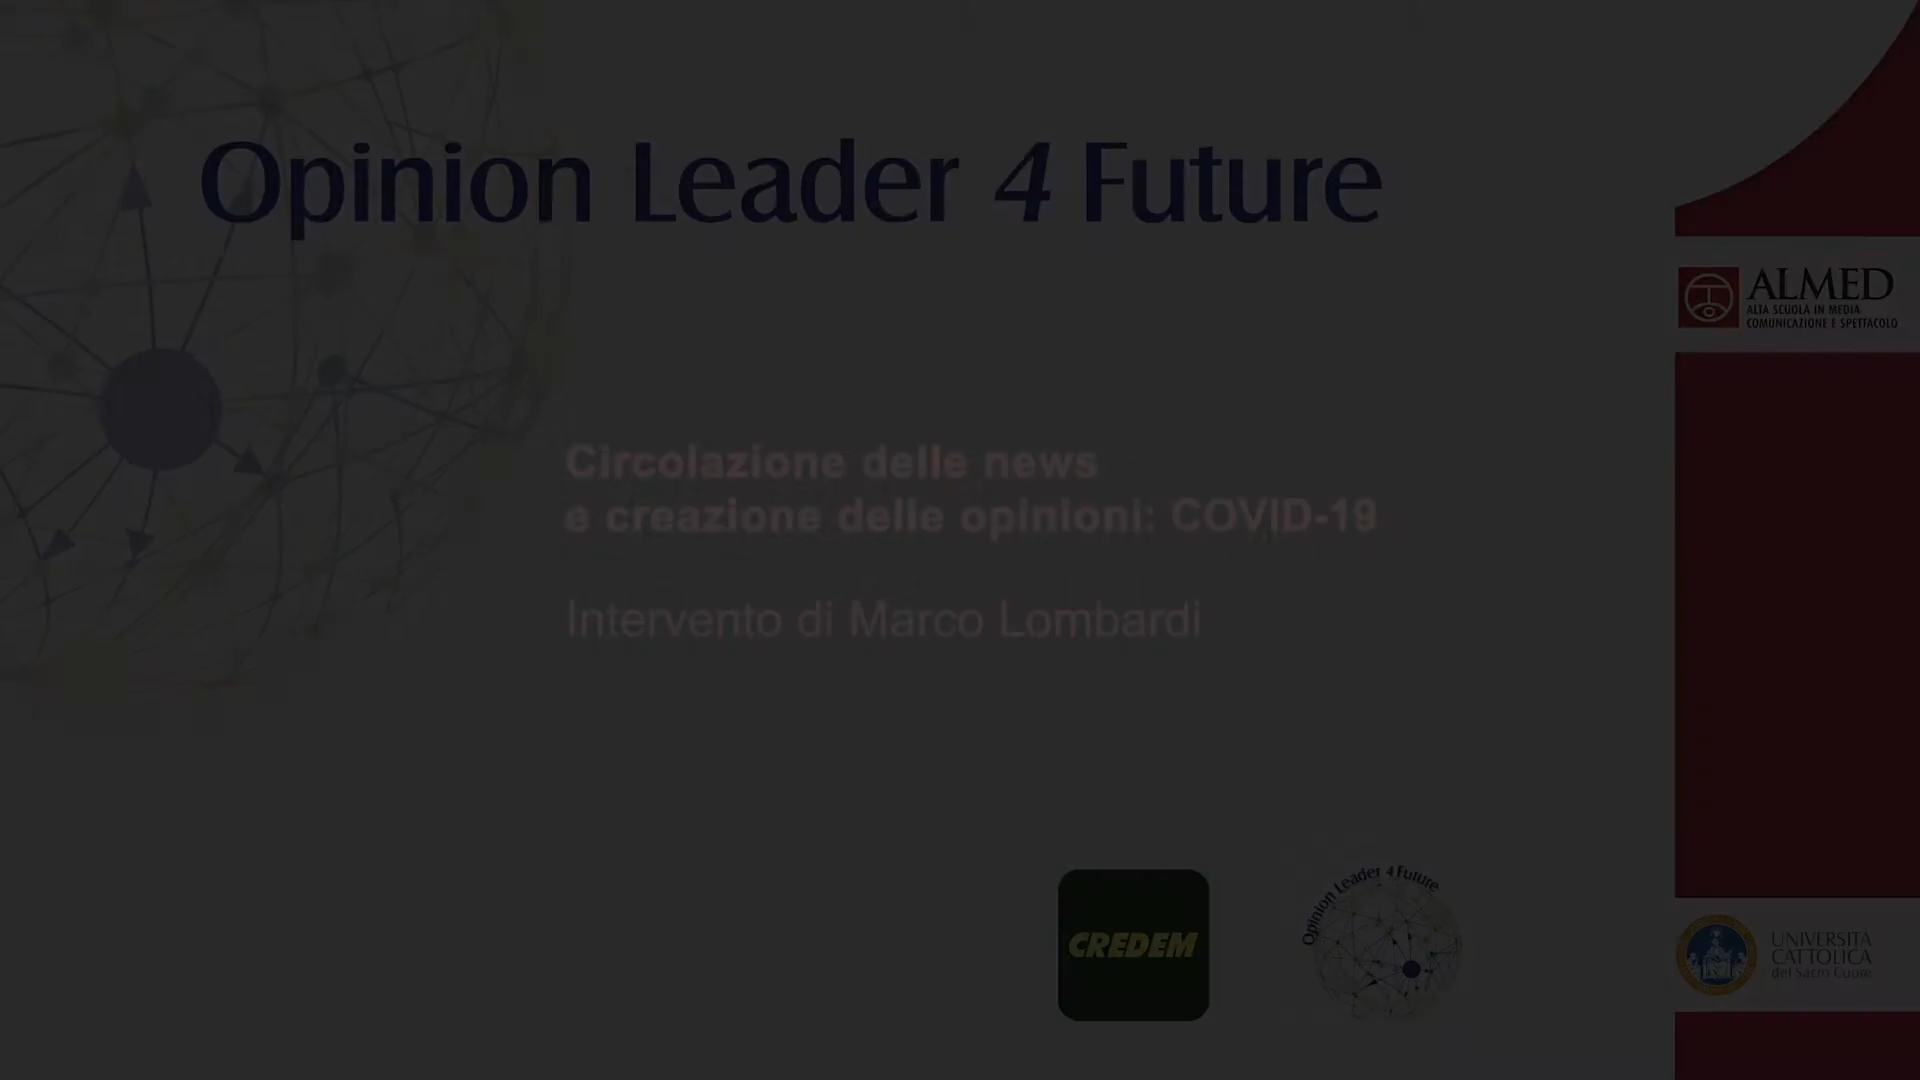 Opinion Leader 4 Future
ALMED
ALTA SCUOLA IN MEDIA
COMUNICAZIONE E SPETTACOLO
Circolazione delle news
e creazione delle opinioni: COVID-19
Intervento di Marco Lombardi
CREDEM
Opinion Leader 4 Future
UNIVERSITÀ
CATTOLICA
del Sacro Cuore